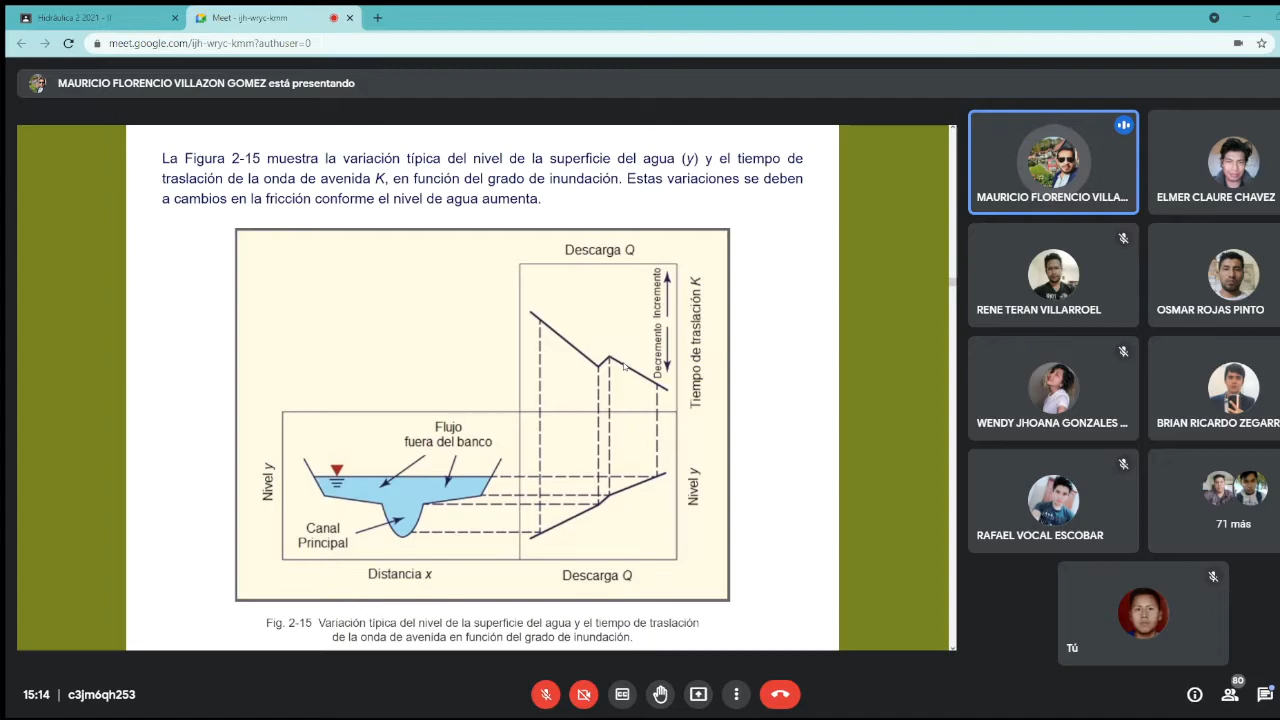 Hidráulica 2 2021 - II
Meet - ijh-wryc-kmm
meet.google.com/ijh-wryc-kmm?authuser=0
MAURICIO FLORENCIO VILLAZON GOMEZ está presentando
La Figura 2-15 muestra la variación típica del nivel de la superficie del agua (y) y el tiempo de
traslación de la onda de avenida K, en función del grado de inundación. Estas variaciones se deben
a cambios en la fricción conforme el nivel de agua aumenta.
Descarga Q
Incremento
Decremento
Tiempo de traslación K
Flujo
fuera del banco
Nivel y
Nivel y
Canal
Principal
Distancia x
Descarga Q
Fig. 2-15 Variación típica del nivel de la superficie del agua y el tiempo de traslación
de la onda de avenida en función del grado de inundación.
MAURICIO FLORENCIO VILLA...
ELMER CLAURE CHAVEZ
RENE TERAN VILLARROEL
OSMAR ROJAS PINTO
WENDY JHOANA GONZALES ...
BRIAN RICARDO ZEGARR
RAFAEL VOCAL ESCOBAR
71 más
Tú
15:14 | c3jm6qh253
80